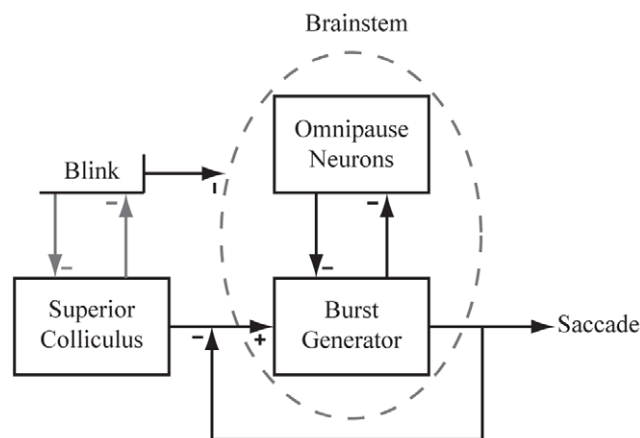 Brainstem
Omnipause
Neurons
Blink
-
-
-
-
-
Superior
Colliculus
Burst
Generator
-
+
Saccade